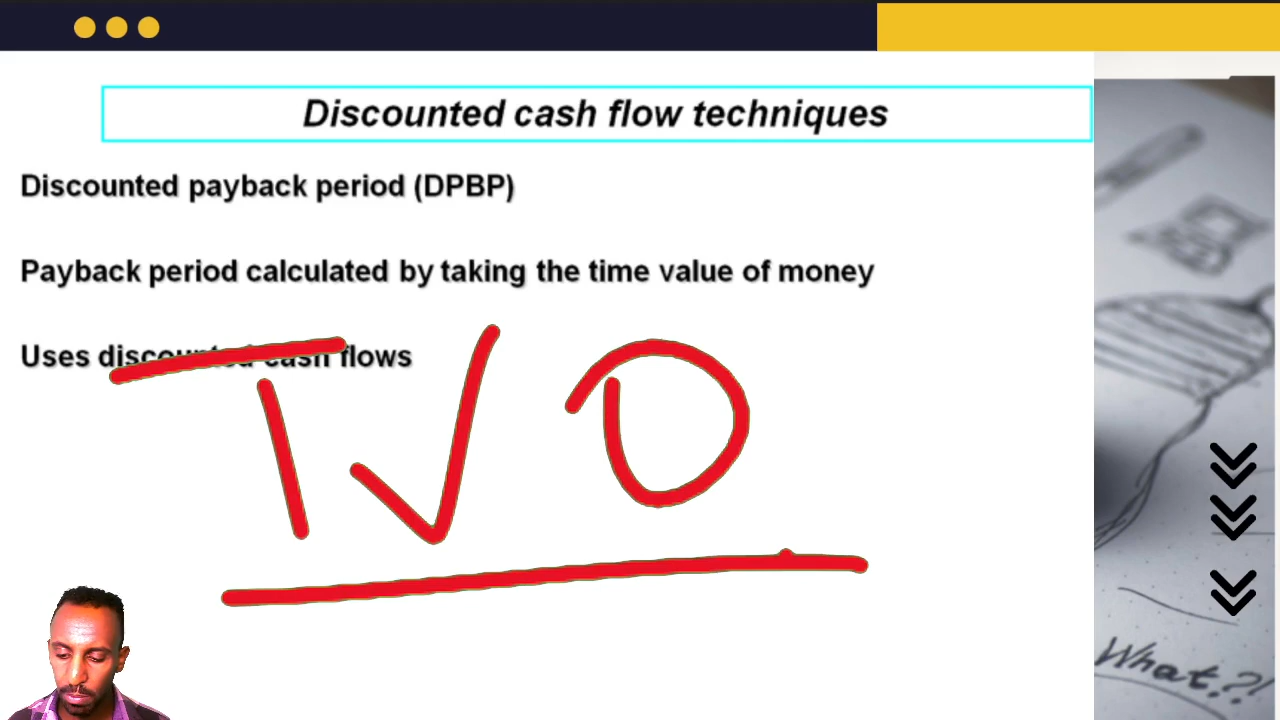 Discounted cash flow techniques
Discounted payback period (DPBP)
Payback period calculated by taking the time value of money
Uses discounted cash flows
TVO
What?!